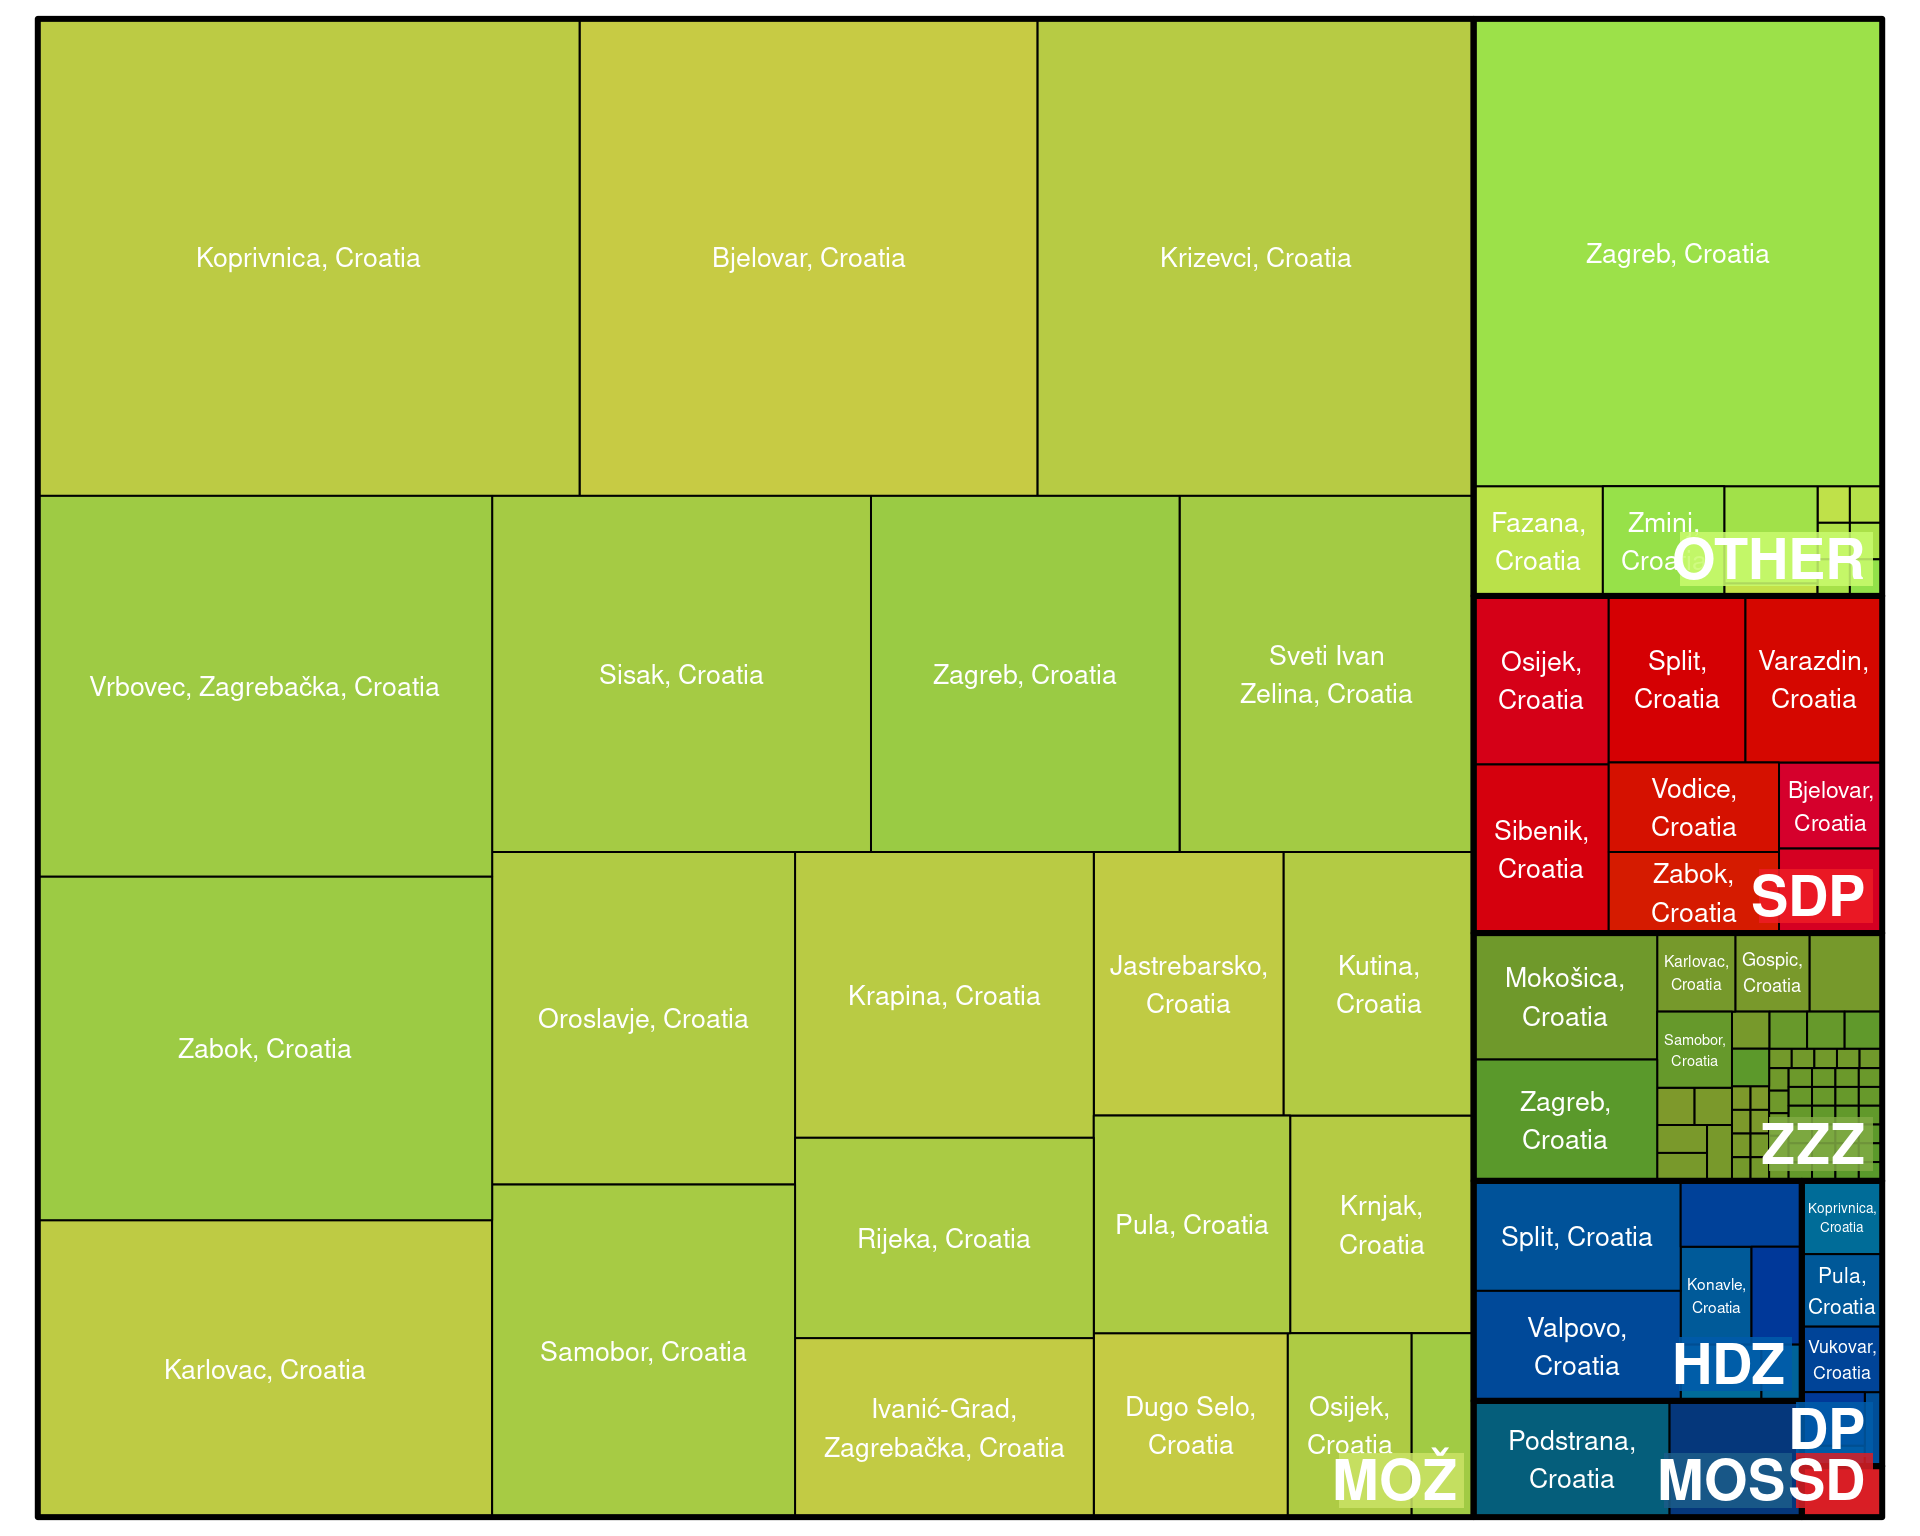 Koprivnica, Croatia
Bjelovar, Croatia
Krizevci, Croatia
Vrbovec, Zagrebačka, Croatia
Sisak, Croatia
Zagreb, Croatia
Sveti Ivan
Zelina, Croatia
Zabok, Croatia
Karlovac, Croatia
Oroslavje, Croatia
Samobor, Croatia
Krapina, Croatia
Rijeka, Croatia
Ivanić-Grad,
Zagrebačka, Croatia
Jastrebarsko,
Croatia
Kutina,
Croatia
Pula, Croatia
Krnjak,
Croatia
Dugo Selo,
Croatia
Osijek,
Croatia
MOŽ
Zagreb, Croatia
Fazana,
Croatia
Zminj,
Croatia
OTHER
Osijek,
Croatia
Split,
Croatia
Varazdin,
Croatia
Sibenik,
Croatia
Vodice,
Croatia
Bjelovar,
Croatia
Zabok,
Croatia
SDP
Mokošica,
Croatia
Zagreb,
Croatia
Karlovac,
Croatia
Gospic,
Croatia
Samobor,
Croatia
ZZZ
Split, Croatia
Valpovo,
Croatia
Konavle,
Croatia
HDZ
Koprivnica,
Croatia
Pula,
Croatia
Vukovar,
Croatia
DP
Podstrana,
Croatia
MOS
SD